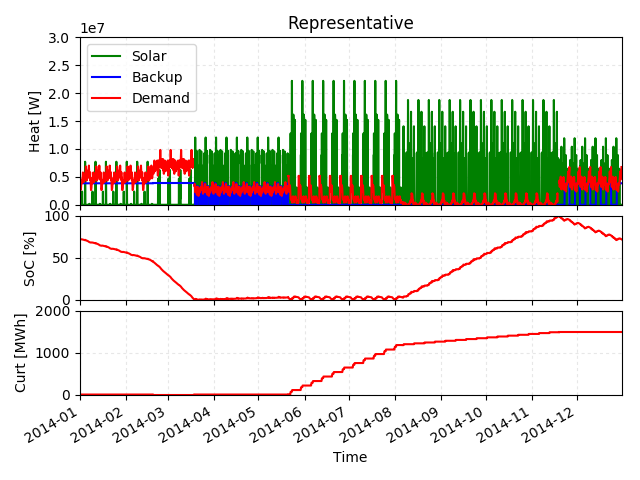 Representative
1e7
3.0
2.5
2.0
1.5
1.0
0.5
0.0
Heat [W]
Solar
Backup
Demand
100
50
0
SoC [%]
2000
1000
0
Curt [MWh]
2014-01
2014-02
2014-03
2014-04
2014-05
2014-06
2014-07
2014-08
2014-09
2014-10
2014-11
2014-12
Time